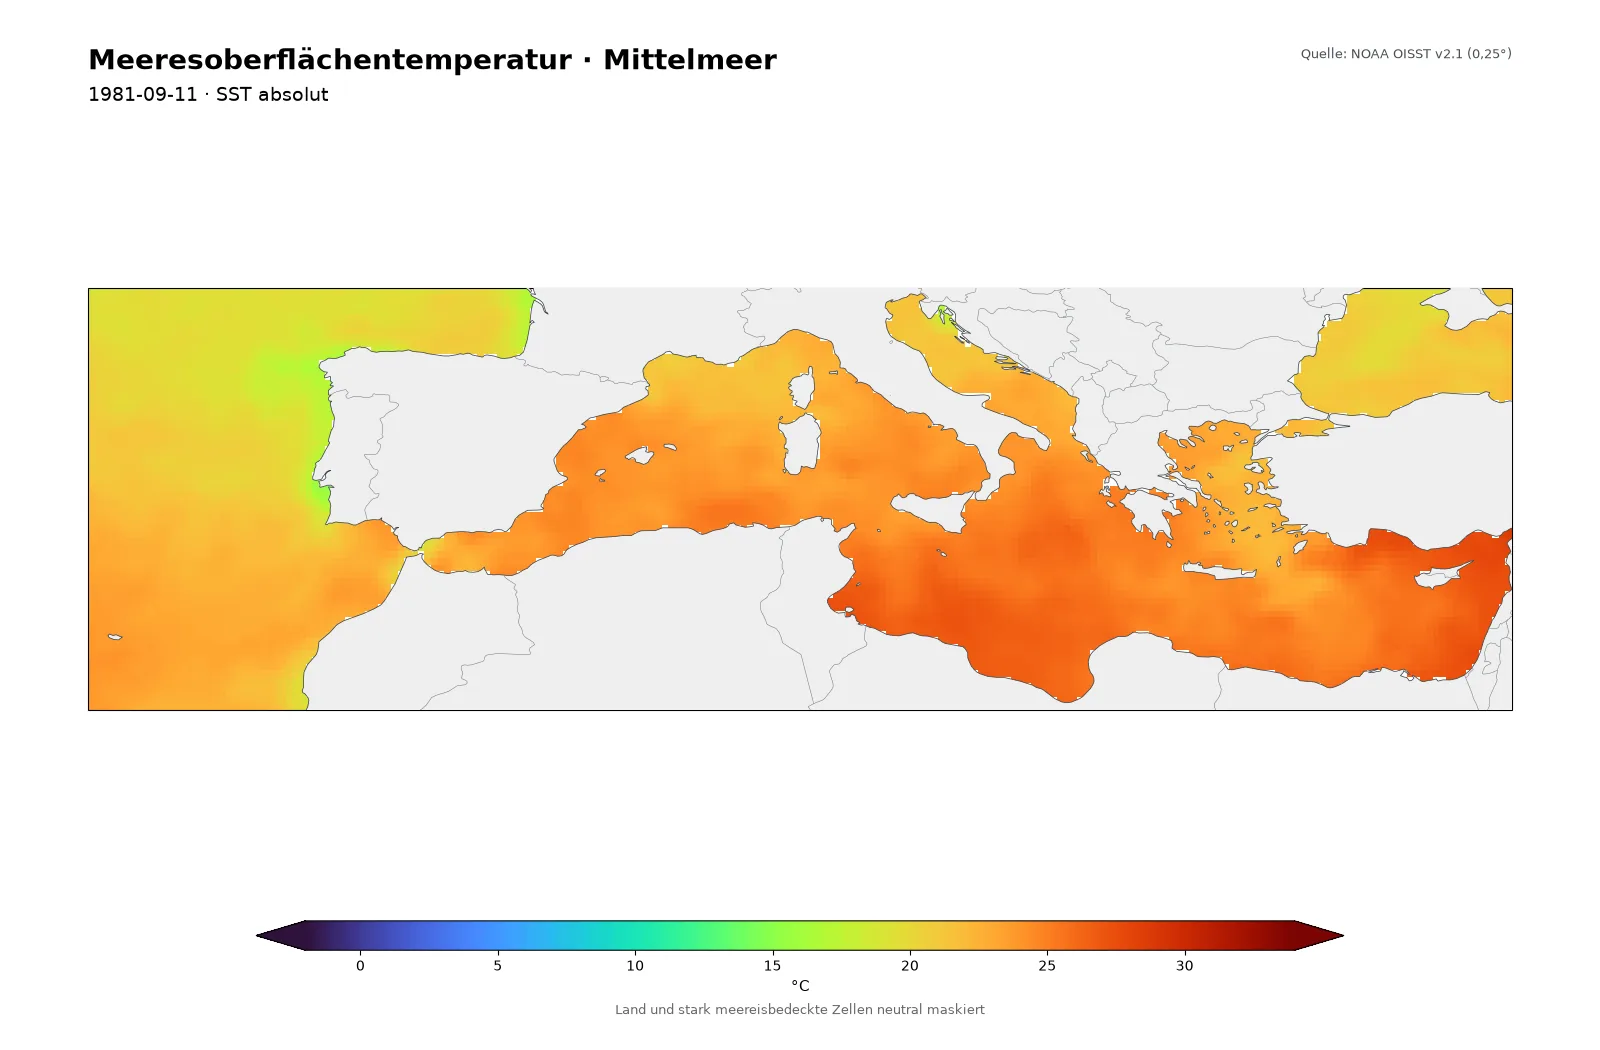 Meeresoberflächentemperatur · Mittelmeer
Quelle: NOAA OISST v2.1 (0,25°)
1981-09-11 · SST absolut
0 5 10 15 20 25 30
°C
Land und stark meereisbedeckte Zellen neutral maskiert